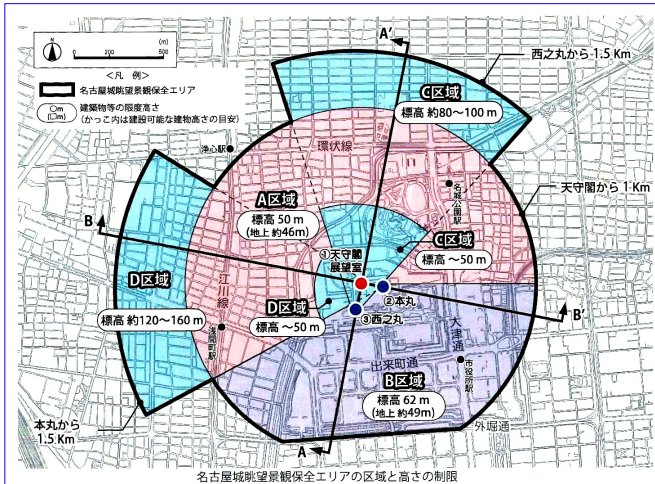 N
(m)
0 200 500
<凡 例>
名古屋城眺望景観保全エリア
○m
(□m)
建築物等の限度高さ
(かっこ内は建設可能な建物高さの目安)
A'
西之丸から 1.5 Km
C区域
標高 約80〜100 m
環状線
浄心駅
名城公園駅
天守閣から 1 Km
A区域
標高 50 m
(地上 約46m)
B
①天守閣
展望室
C区域
標高 〜50 m
D区域
標高 約120〜160 m
江川線
浅間町駅
D区域
標高 〜50 m
②本丸
③西之丸
B'
大津通
市役所駅
出来町通
B区域
標高 62 m
(地上 約49m)
外堀通
本丸から
1.5 Km
A
名古屋城眺望景観保全エリアの区域と高さの制限